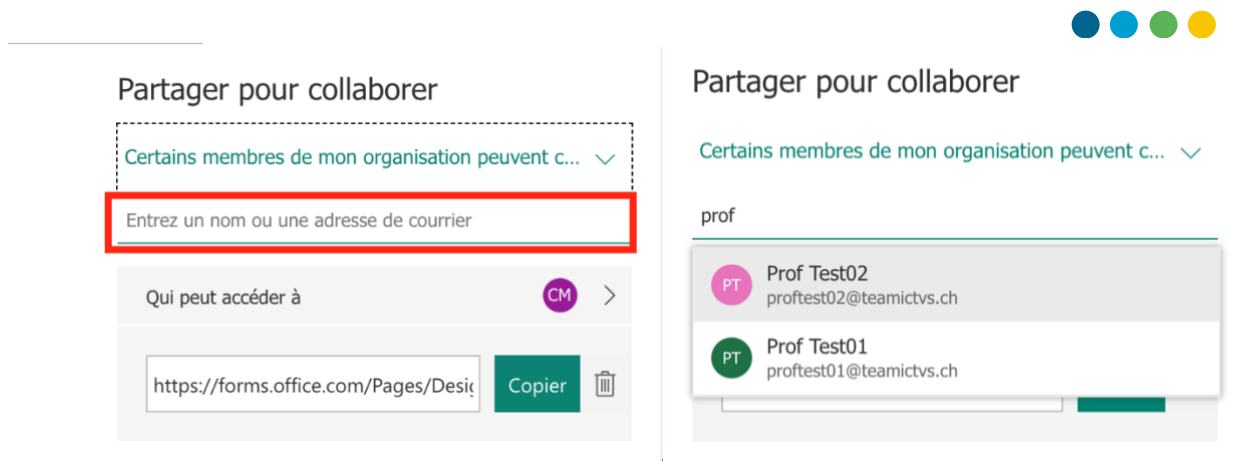 Partager pour collaborer
Certains membres de mon organisation peuvent c...
Entrez un nom ou une adresse de courrier
Qui peut accéder à
CM
https://forms.office.com/Pages/Desig
Copier
Partager pour collaborer
Certains membres de mon organisation peuvent c...
prof
PT
Prof Test02
proftest02@teamictvs.ch
PT
Prof Test01
proftest01@teamictvs.ch